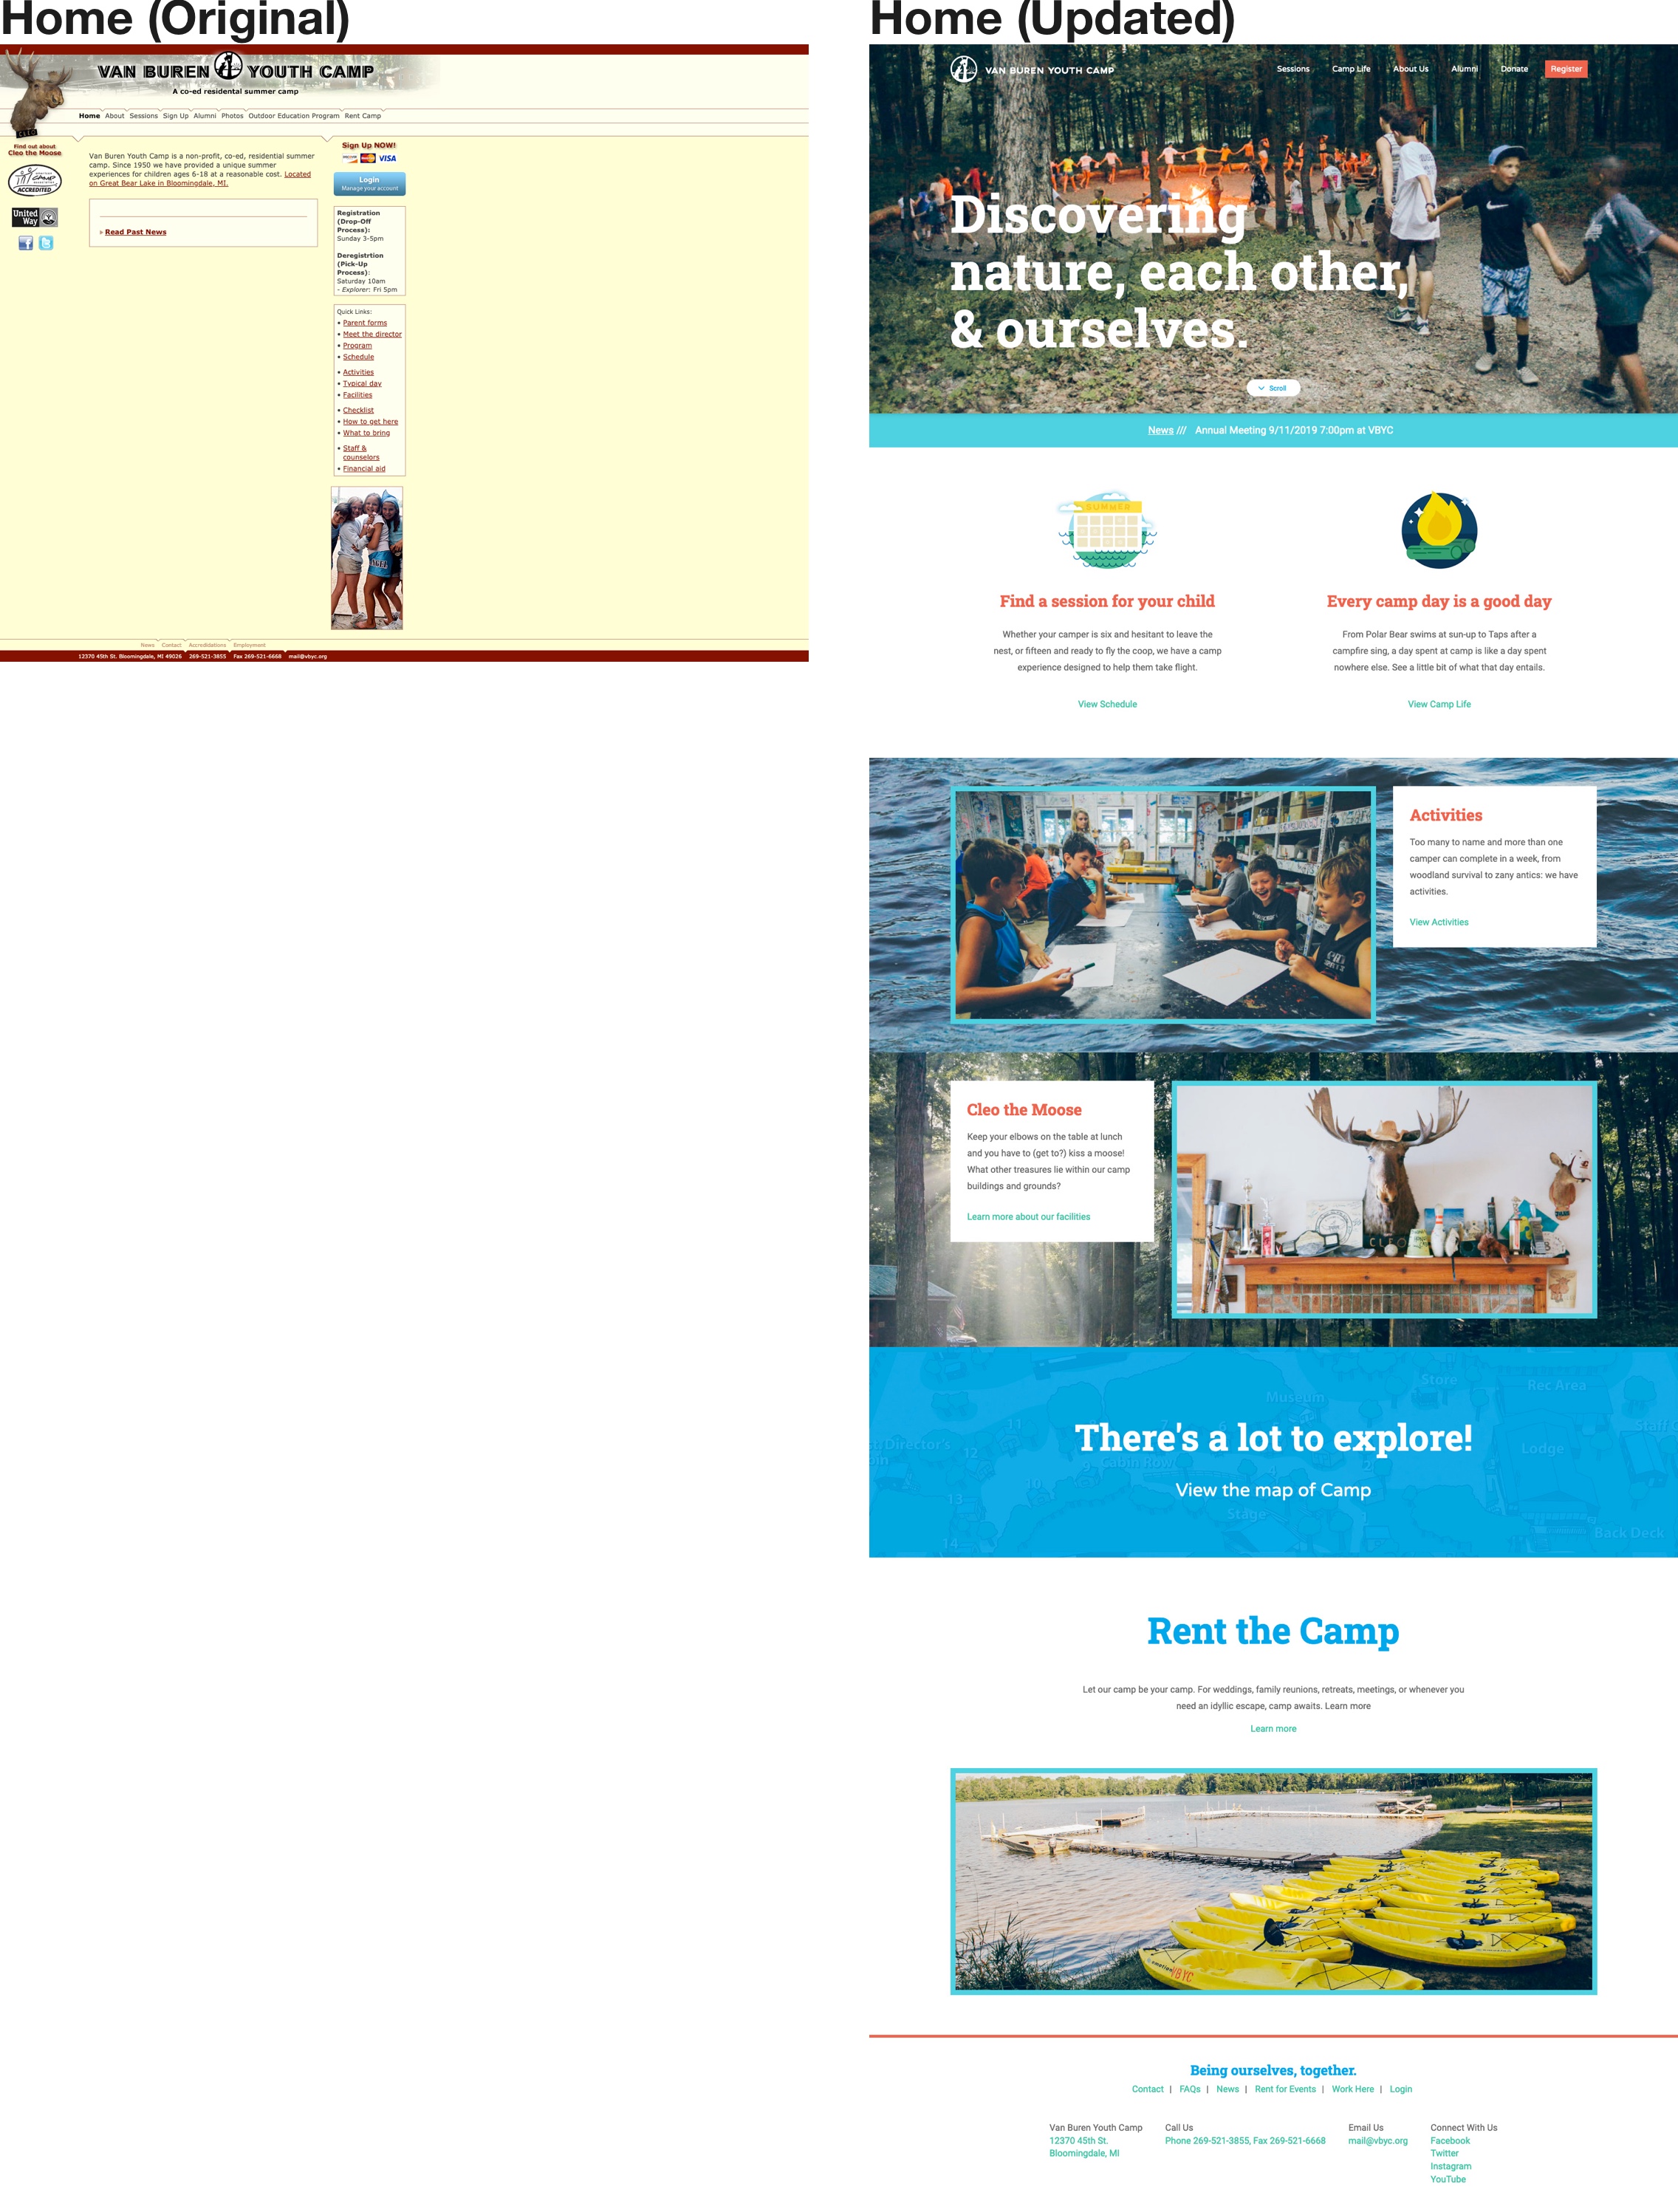 Home (Original)
VAN BUREN YOUTH CAMP
A co-ed residental summer camp
CLEO
Home About Sessions Sign Up Alumni Photos Outdoor Education Program Rent Camp
Find out about
Cleo the Moose
camp
ACCREDITED
United
Way
Van Buren Youth Camp is a non-profit, co-ed, residential summer
camp. Since 1950 we have provided a unique summer
experiences for children ages 6-18 at a reasonable cost. Located
on Great Bear Lake in Bloomingdale, MI.
Read Past News
Sign Up NOW!
VISA
Login
Manage your account
Registration
(Drop-Off
Process):
Sunday 3-5pm
Deregistrtion
(Pick-Up
Process):
Saturday 10am
- Explorer: Fri 5pm
Quick Links:
• Parent forms
• Meet the director
• Program
• Schedule
• Activities
• Typical day
• Facilities
• Checklist
• How to get here
• What to bring
• Staff &
counselors
• Financial aid
News Contact Accredidations Employment
12370 45th St. Bloomingdale, MI 49026 269-521-3855 Fax 269-521-6668 mail@vbyc.org
Home (Updated)
VAN BUREN YOUTH CAMP
Sessions Camp Life About Us Alumni Donate Register
Discovering
nature, each other,
& ourselves.
Scroll
News /// Annual Meeting 9/11/2019 7:00pm at VBYC
SUMMER
Find a session for your child
Whether your camper is six and hesitant to leave the
nest, or fifteen and ready to fly the coop, we have a camp
experience designed to help them take flight.
View Schedule
Every camp day is a good day
From Polar Bear swims at sun-up to Taps after a
campfire sing, a day spent at camp is like a day spent
nowhere else. See a little bit of what that day entails.
View Camp Life
Activities
Too many to name and more than one
camper can complete in a week, from
woodland survival to zany antics: we have
activities.
View Activities
Cleo the Moose
Keep your elbows on the table at lunch
and you have to (get to?) kiss a moose!
What other treasures lie within our camp
buildings and grounds?
Learn more about our facilities
CLEO
Store
Rec Area
Museum
11
7
6
Staff
Director's
12
Lodge
There's a lot to explore!
9
Cabin Row
4
2
10
View the map of Camp
13
Stage
1
Back Deck
14
Rent the Camp
Let our camp be your camp. For weddings, family reunions, retreats, meetings, or whenever you
need an idyllic escape, camp awaits. Learn more
Learn more
emotion VBYC
Being ourselves, together.
Contact | FAQs | News | Rent for Events | Work Here | Login
Van Buren Youth Camp
12370 45th St.
Bloomingdale, MI
Call Us
Phone 269-521-3855, Fax 269-521-6668
Email Us
mail@vbyc.org
Connect With Us
Facebook
Twitter
Instagram
YouTube